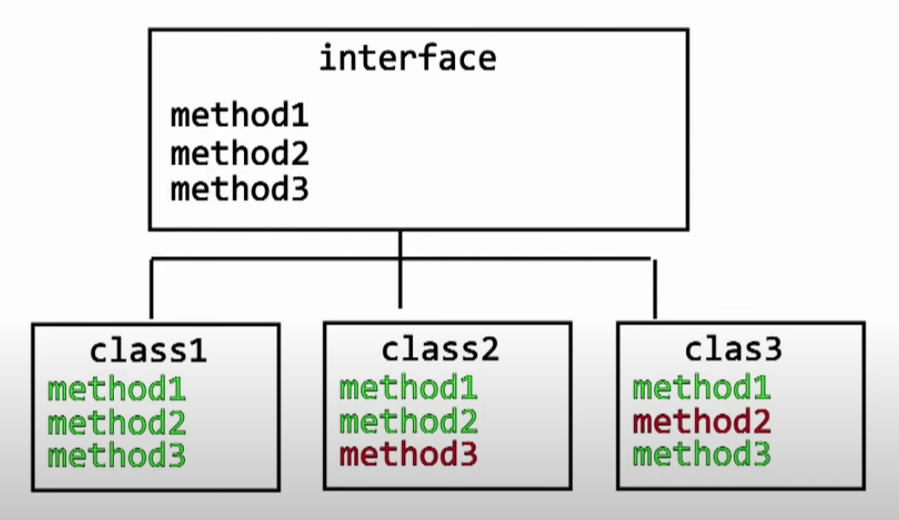 interface
method1
method2
method3
class1
method1
method2
method3
class2
method1
method2
method3
clas3
method1
method2
method3